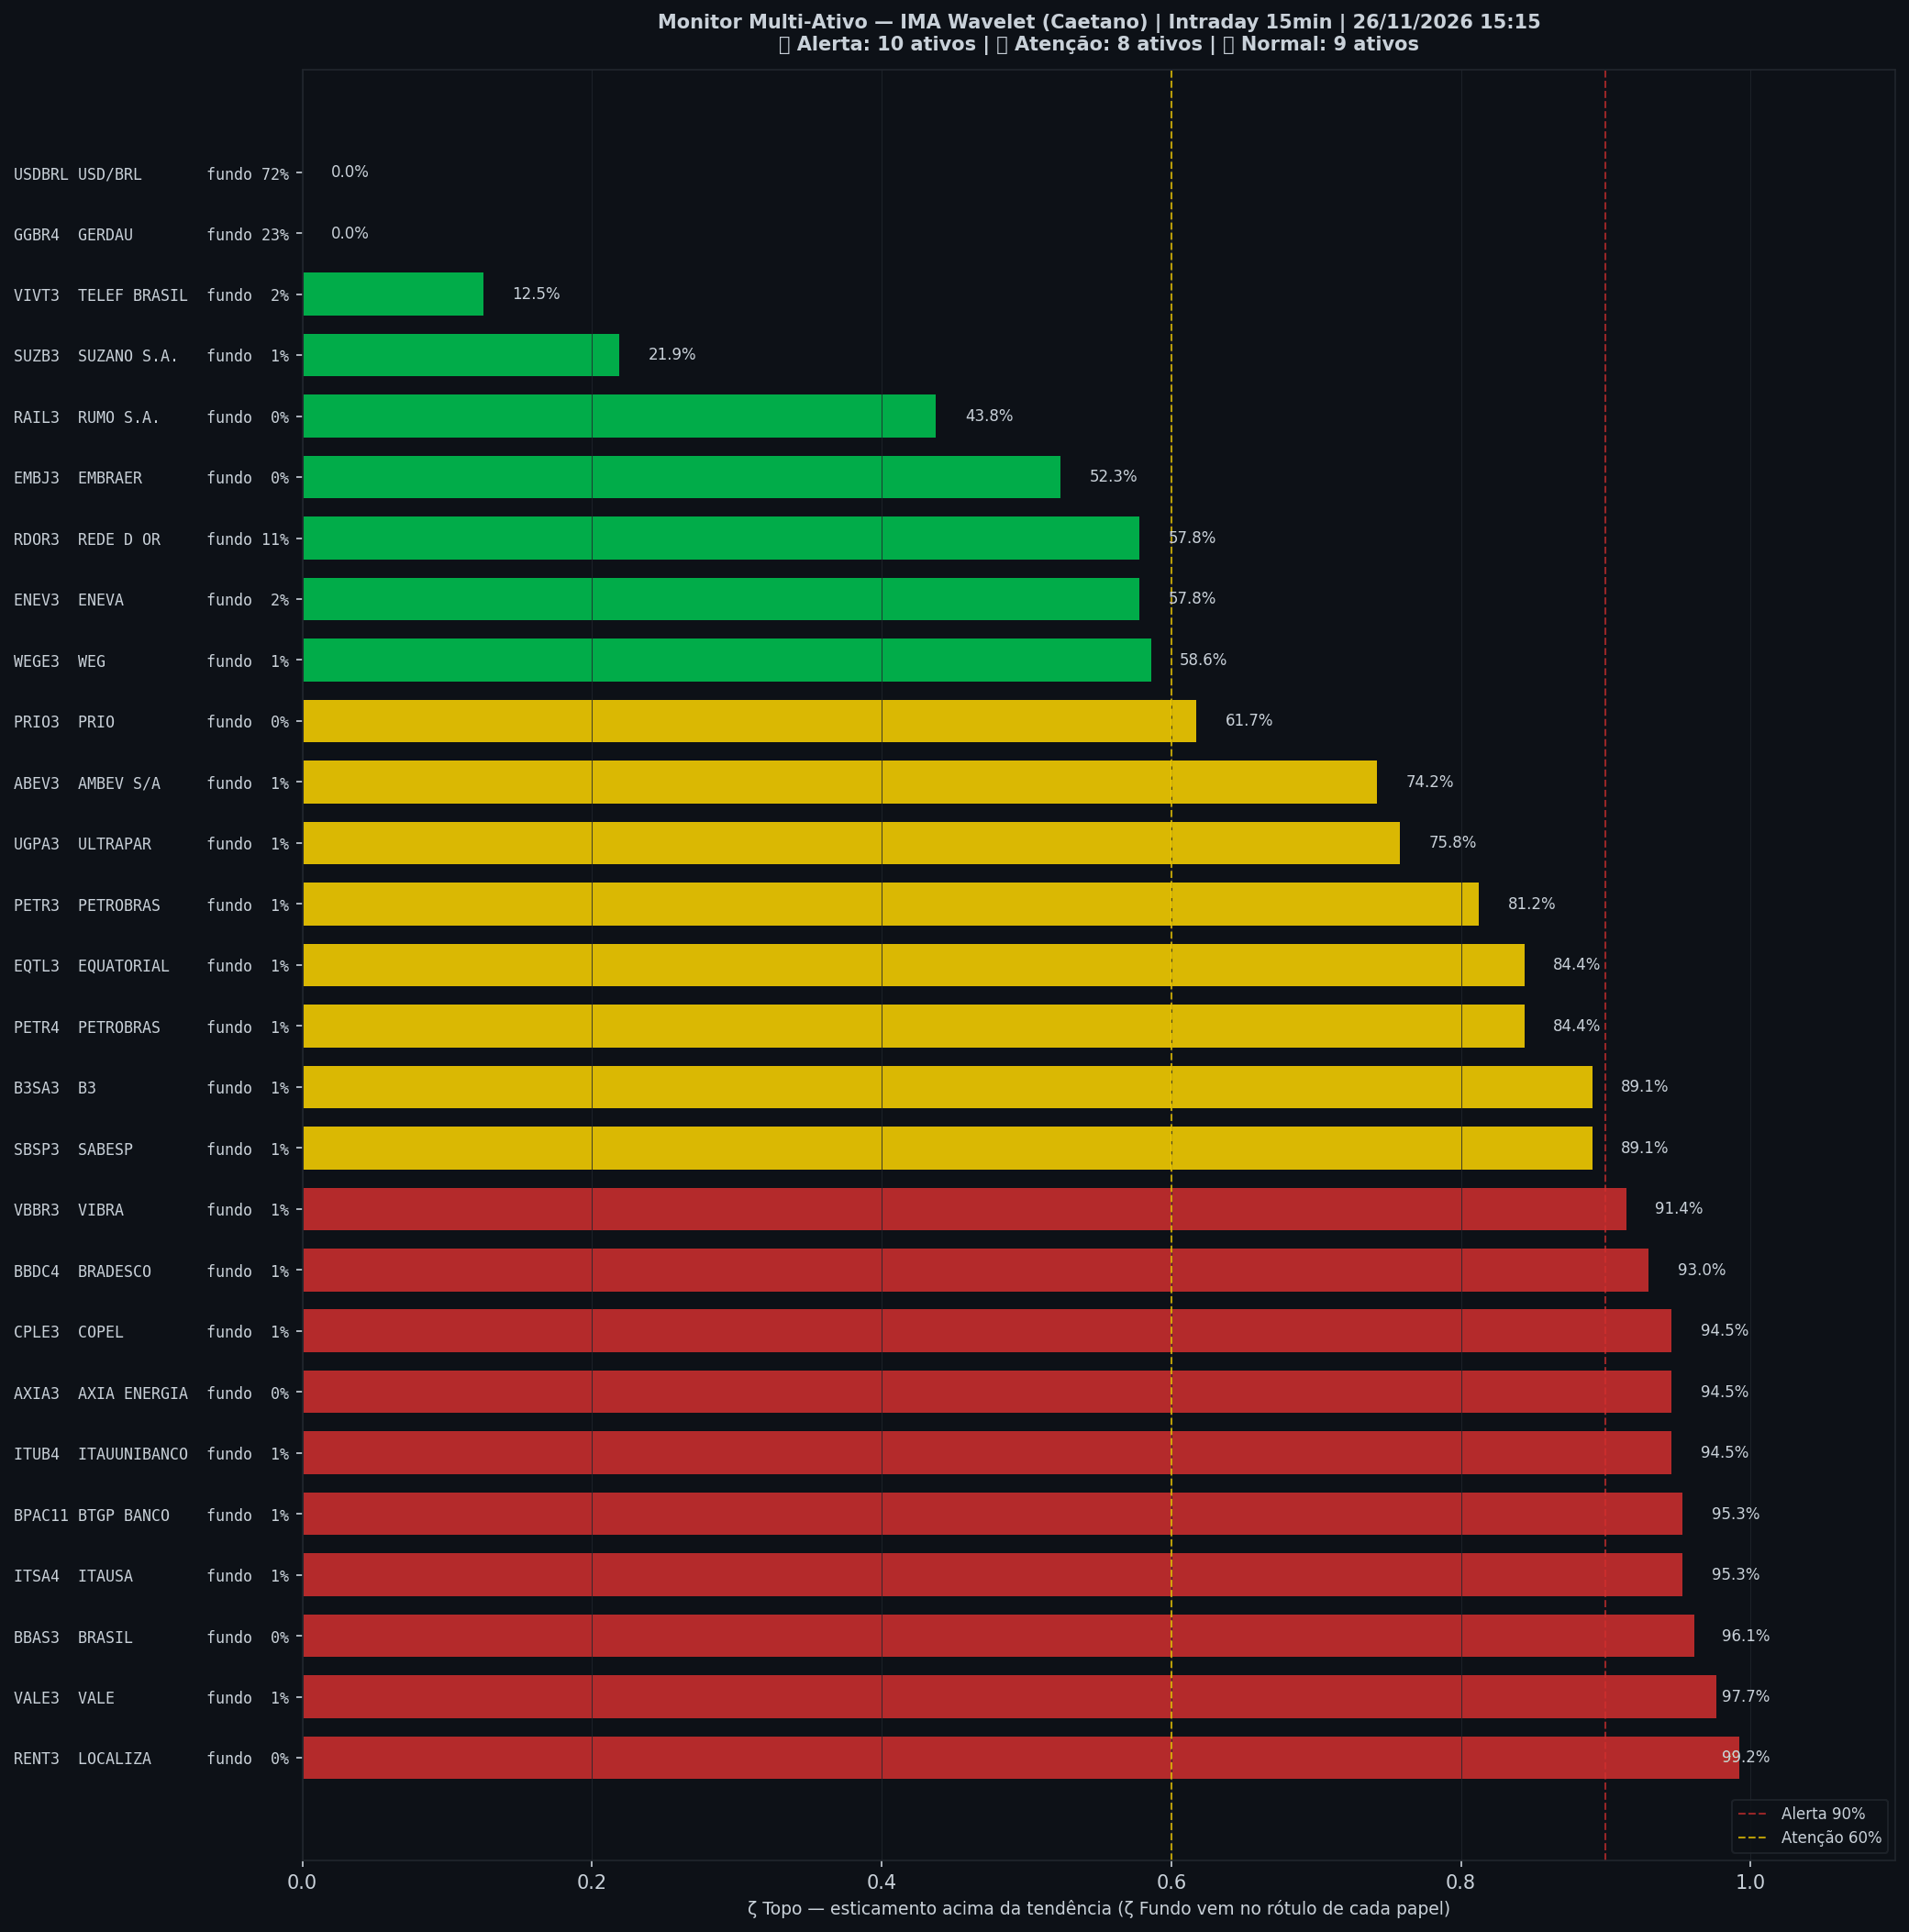 Monitor Multi-Ativo — IMA Wavelet (Caetano) | Intraday 15min | 26/11/2026 15:15
Alerta: 10 ativos | Atenção: 8 ativos | Normal: 9 ativos
USDBRL USD/BRL fundo 72% 0.0%
GGBR4 GERDAU fundo 23% 0.0%
VIVT3 TELEF BRASIL fundo 2% 12.5%
SUZB3 SUZANO S.A. fundo 1% 21.9%
RAIL3 RUMO S.A. fundo 0% 43.8%
EMBJ3 EMBRAER fundo 0% 52.3%
RDOR3 REDE D OR fundo 11% 57.8%
ENEV3 ENEVA fundo 2% 57.8%
WEGE3 WEG fundo 1% 58.6%
PRIO3 PRIO fundo 0% 61.7%
ABEV3 AMBEV S/A fundo 1% 74.2%
UGPA3 ULTRAPAR fundo 1% 75.8%
PETR3 PETROBRAS fundo 1% 81.2%
EQTL3 EQUATORIAL fundo 1% 84.4%
PETR4 PETROBRAS fundo 1% 84.4%
B3SA3 B3 fundo 1% 89.1%
SBSP3 SABESP fundo 1% 89.1%
VBBR3 VIBRA fundo 1% 91.4%
BBDC4 BRADESCO fundo 1% 93.0%
CPLE3 COPEL fundo 1% 94.5%
AXIA3 AXIA ENERGIA fundo 0% 94.5%
ITUB4 ITAUUNIBANCO fundo 1% 94.5%
BPAC11 BTGP BANCO fundo 1% 95.3%
ITSA4 ITAUSA fundo 1% 95.3%
BBAS3 BRASIL fundo 0% 96.1%
VALE3 VALE fundo 1% 97.7%
RENT3 LOCALIZA fundo 0% 99.2%
Alerta 90%
Atenção 60%
0.0 0.2 0.4 0.6 0.8 1.0
ζ Topo — esticamento acima da tendência (ζ Fundo vem no rótulo de cada papel)